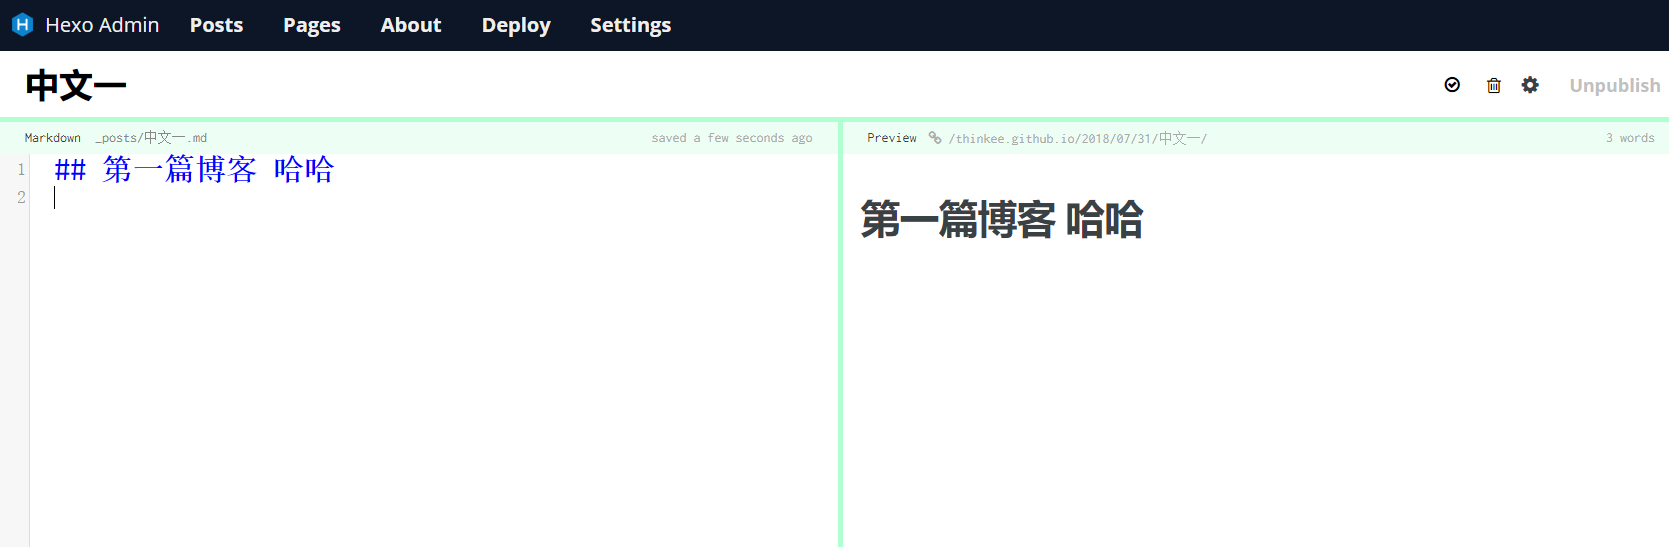 Hexo Admin Posts Pages About Deploy Settings
中文一
Unpublish
Markdown _posts/中文一.md saved a few seconds ago
Preview /thinkee.github.io/2018/07/31/中文一/ 3 words
1 ## 第一篇博客 哈哈
2
第一篇博客 哈哈